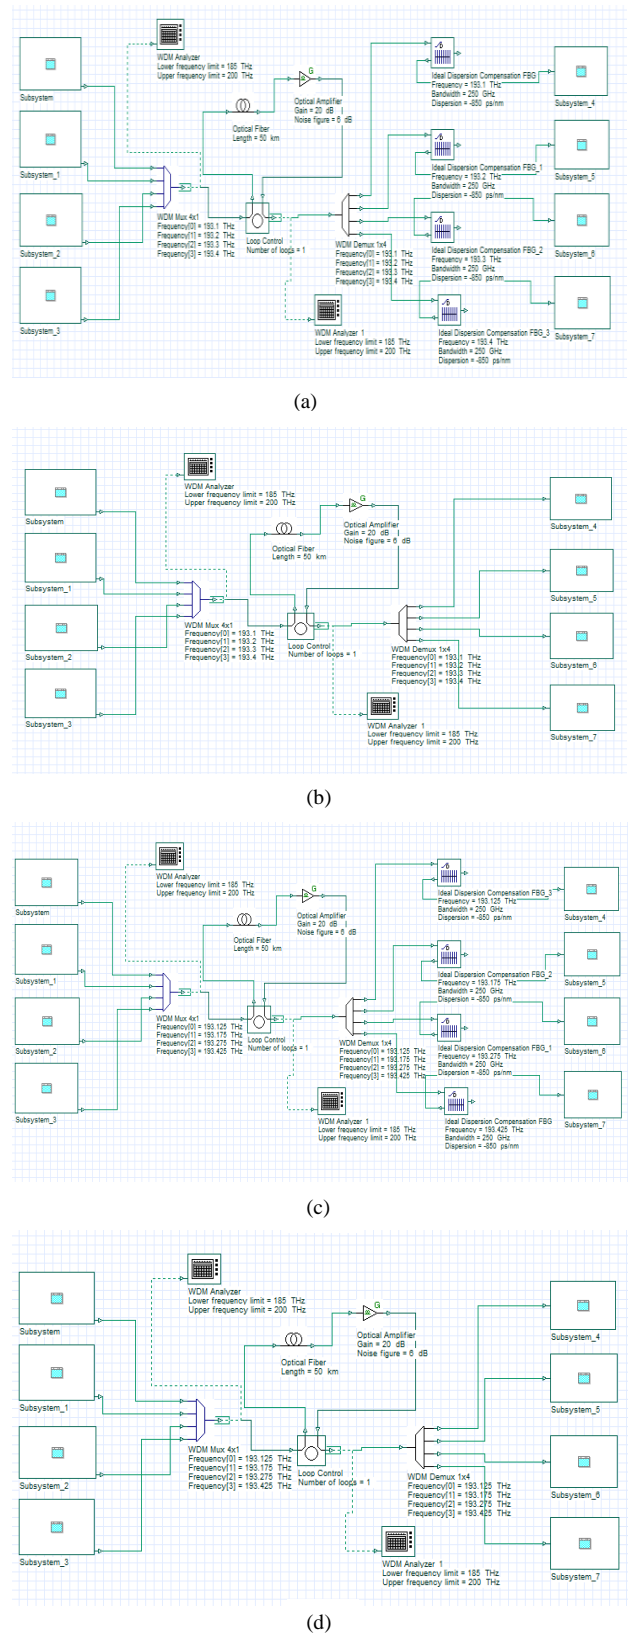 WDM Analyzer
Lower frequency limit = 185 THz
Upper frequency limit = 200 THz
Subsystem
G
Optical Amplifier
Gain = 20 dB
Noise figure = 6 dB
Optical Fiber
Length = 50 km
Ideal Dispersion Compensation FBG
Frequency = 193.1 THz
Bandwidth = 250 GHz
Dispersion = -850 ps/nm
Subsystem_4
Subsystem_1
Ideal Dispersion Compensation FBG_1
Frequency = 193.2 THz
Bandwidth = 250 GHz
Dispersion = -850 ps/nm
Subsystem_5
Subsystem_2
WDM Mux 4x1
Frequency[0] = 193.1 THz
Frequency[1] = 193.2 THz
Frequency[2] = 193.3 THz
Frequency[3] = 193.4 THz
Loop Control
Number of loops = 1
WDM Demux 1x4
Frequency[0] = 193.1 THz
Frequency[1] = 193.2 THz
Frequency[2] = 193.3 THz
Frequency[3] = 193.4 THz
Ideal Dispersion Compensation FBG_2
Frequency = 193.3 THz
Bandwidth = 250 GHz
Dispersion = -850 ps/nm
Subsystem_6
Subsystem_3
WDM Analyzer 1
Lower frequency limit = 185 THz
Upper frequency limit = 200 THz
Ideal Dispersion Compensation FBG_3
Frequency = 193.4 THz
Bandwidth = 250 GHz
Dispersion = -850 ps/nm
Subsystem_7
(a)
WDM Analyzer
Lower frequency limit = 185 THz
Upper frequency limit = 200 THz
Subsystem
G
Optical Amplifier
Gain = 20 dB
Noise figure = 6 dB
Optical Fiber
Length = 50 km
Subsystem_4
Subsystem_1
Subsystem_5
Subsystem_2
WDM Mux 4x1
Frequency[0] = 193.1 THz
Frequency[1] = 193.2 THz
Frequency[2] = 193.3 THz
Frequency[3] = 193.4 THz
Loop Control
Number of loops = 1
WDM Demux 1x4
Frequency[0] = 193.1 THz
Frequency[1] = 193.2 THz
Frequency[2] = 193.3 THz
Frequency[3] = 193.4 THz
Subsystem_6
Subsystem_3
WDM Analyzer 1
Lower frequency limit = 185 THz
Upper frequency limit = 200 THz
Subsystem_7
(b)
WDM Analyzer
Lower frequency limit = 185 THz
Upper frequency limit = 200 THz
Subsystem
G
Optical Amplifier
Gain = 20 dB
Noise figure = 6 dB
Optical Fiber
Length = 50 km
Ideal Dispersion Compensation FBG_3
Frequency = 193.125 THz
Bandwidth = 250 GHz
Dispersion = -850 ps/nm
Subsystem_4
Subsystem_1
Ideal Dispersion Compensation FBG_2
Frequency = 193.175 THz
Bandwidth = 250 GHz
Dispersion = -850 ps/nm
Subsystem_5
Subsystem_2
WDM Mux 4x1
Frequency[0] = 193.125 THz
Frequency[1] = 193.175 THz
Frequency[2] = 193.275 THz
Frequency[3] = 193.425 THz
Loop Control
Number of loops = 1
WDM Demux 1x4
Frequency[0] = 193.125 THz
Frequency[1] = 193.175 THz
Frequency[2] = 193.275 THz
Frequency[3] = 193.425 THz
Ideal Dispersion Compensation FBG_1
Frequency = 193.275 THz
Bandwidth = 250 GHz
Dispersion = -850 ps/nm
Subsystem_6
Subsystem_3
WDM Analyzer 1
Lower frequency limit = 185 THz
Upper frequency limit = 200 THz
Ideal Dispersion Compensation FBG
Frequency = 193.425 THz
Bandwidth = 250 GHz
Dispersion = -850 ps/nm
Subsystem_7
(c)
WDM Analyzer
Lower frequency limit = 185 THz
Upper frequency limit = 200 THz
Subsystem
G
Optical Amplifier
Gain = 20 dB
Noise figure = 6 dB
Optical Fiber
Length = 50 km
Subsystem_4
Subsystem_1
Subsystem_5
Subsystem_2
WDM Mux 4x1
Frequency[0] = 193.125 THz
Frequency[1] = 193.175 THz
Frequency[2] = 193.275 THz
Frequency[3] = 193.425 THz
Loop Control
Number of loops = 1
WDM Demux 1x4
Frequency[0] = 193.125 THz
Frequency[1] = 193.175 THz
Frequency[2] = 193.275 THz
Frequency[3] = 193.425 THz
Subsystem_6
Subsystem_3
WDM Analyzer 1
Lower frequency limit = 185 THz
Upper frequency limit = 200 THz
Subsystem_7
(d)